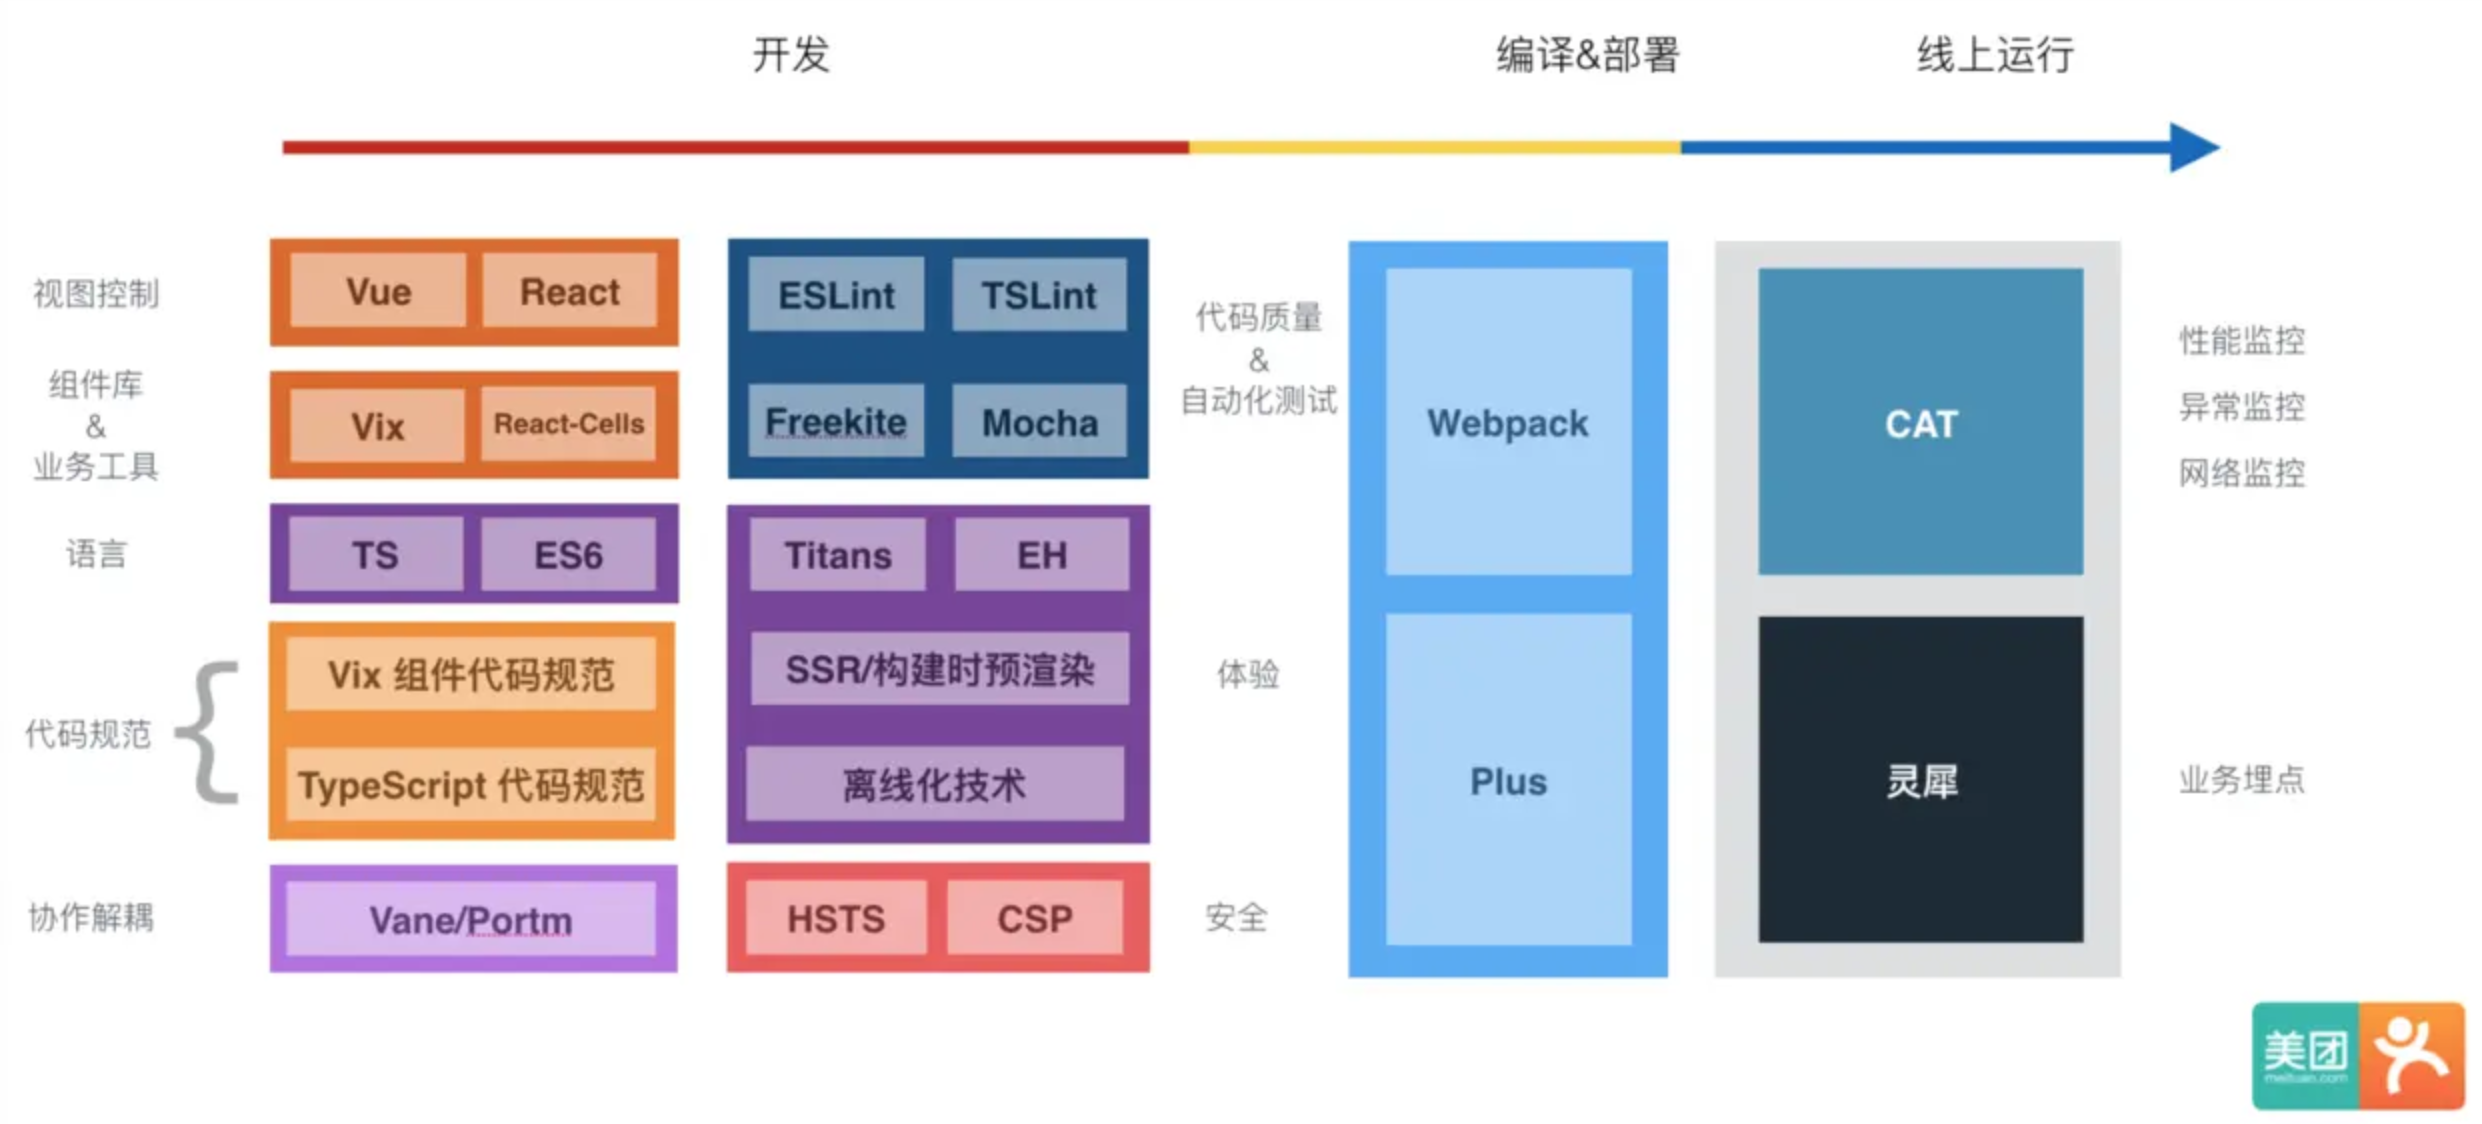 开发
编译&部署
线上运行
视图控制
Vue
React
组件库
&
业务工具
Vix
React-Cells
语言
TS
ES6
代码规范
Vix 组件代码规范
TypeScript 代码规范
协作解耦
Vane/Portm
ESLint
TSLint
Freekite
Mocha
代码质量
&
自动化测试
Titans
EH
SSR/构建时预渲染
离线化技术
体验
HSTS
CSP
安全
Webpack
Plus
CAT
性能监控
异常监控
网络监控
灵犀
业务埋点
美团
meituan.com